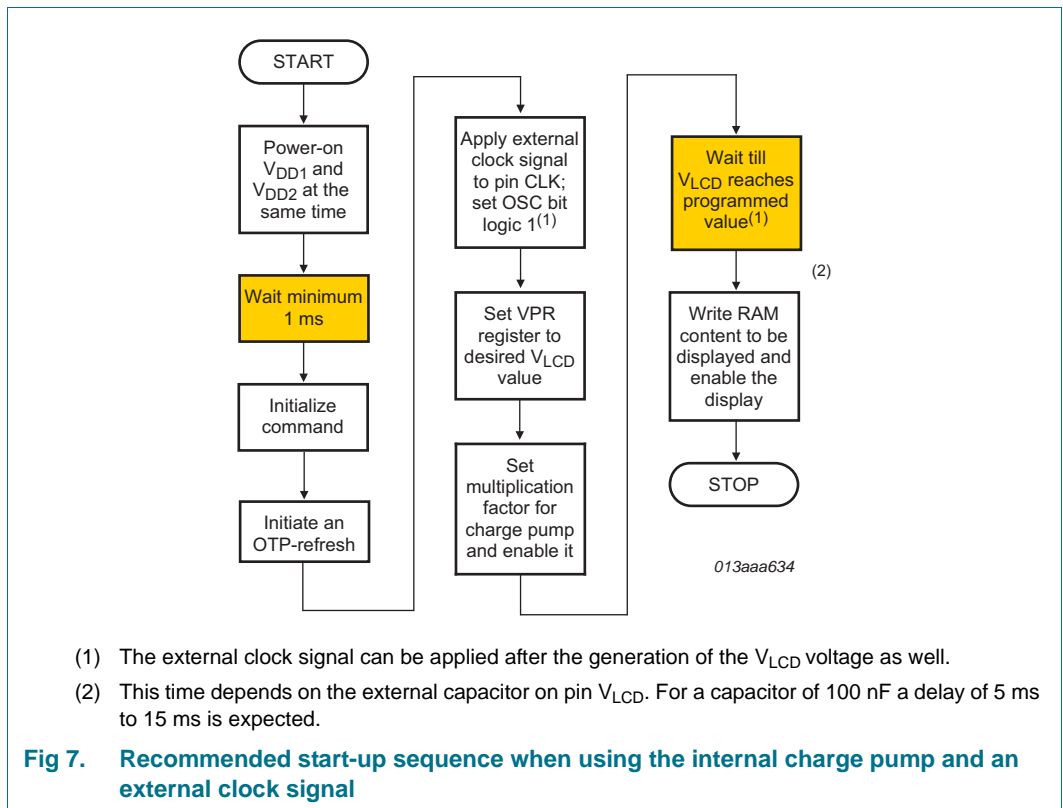 START
Power-on
VDD1 and
VDD2 at the
same time
Wait minimum
1 ms
Initialize
command
Initiate an
OTP-refresh
Apply external
clock signal
to pin CLK;
set OSC bit
logic 1(1)
Set VPR
register to
desired VLCD
value
Set
multiplication
factor for
charge pump
and enable it
Wait till
VLCD reaches
programmed
value(1)
(2)
Write RAM
content to be
displayed and
enable the
display
STOP
013aaa634
(1) The external clock signal can be applied after the generation of the VLCD voltage as well.
(2) This time depends on the external capacitor on pin VLCD. For a capacitor of 100 nF a delay of 5 ms
to 15 ms is expected.
Fig 7. Recommended start-up sequence when using the internal charge pump and an
external clock signal